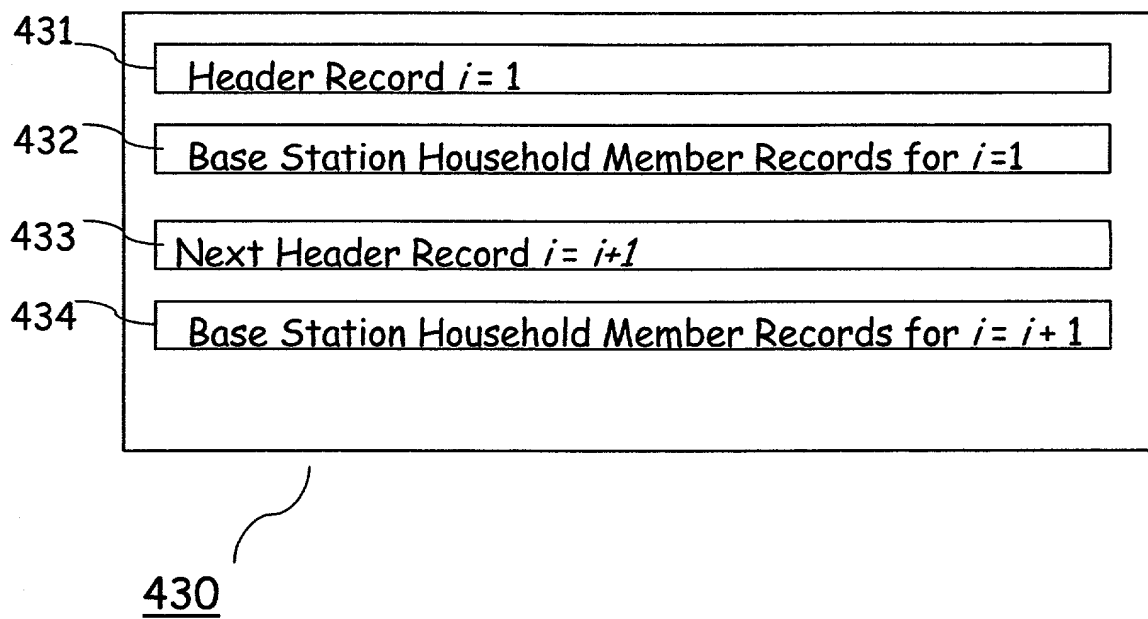 431
Header Record i = 1
432
Base Station Household Member Records for i =1
433
Next Header Record i = i+1
434
Base Station Household Member Records for i = i + 1
430